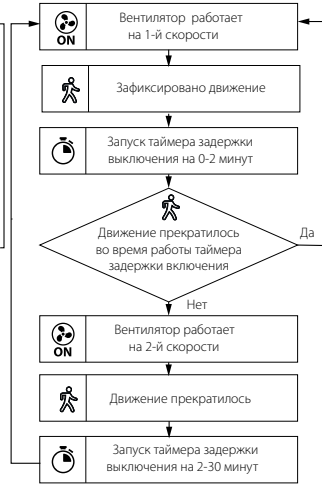 ON
Вентилятор работает
на 1-й скорости
Зафиксировано движение
Запуск таймера задержки
выключения на 0-2 минут
Движение прекратилось
во время работы таймера
задержки включения
Да
Нет
ON
Вентилятор работает
на 2-й скорости
Движение прекратилось
Запуск таймера задержки
выключения на 2-30 минут